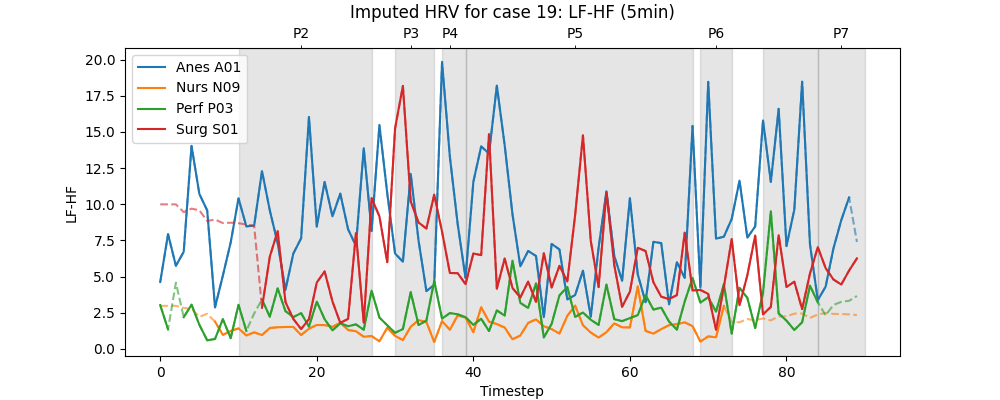 Imputed HRV for case 19: LF-HF (5min)
P2 P3 P4 P5 P6 P7
20.0
17.5
15.0
12.5
10.0
7.5
5.0
2.5
0.0
LF-HF
Anes A01
Nurs N09
Perf P03
Surg S01
0 20 40 60 80
Timestep